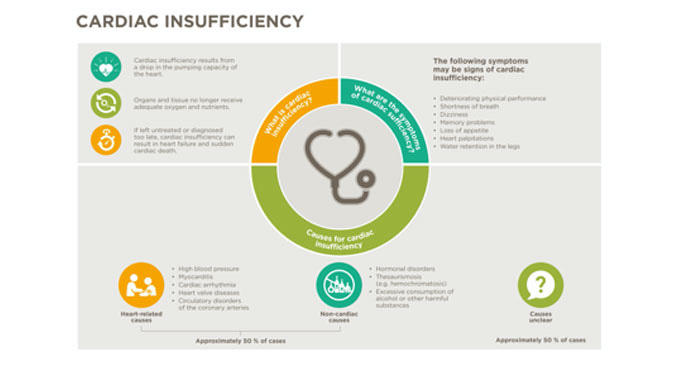 CARDIAC INSUFFICIENCY
Cardiac insufficiency results from
a drop in the pumping capacity of
the heart.
Organs and tissue no longer receive
adequate oxygen and nutrients.
If left untreated or diagnosed
too late, cardiac insufficiency can
result in heart failure and sudden
cardiac death.
What is cardiac
insufficiency?
What are the symptoms
of cardiac sufficiency?
The following symptoms
may be signs of cardiac
insufficiency:
• Deteriorating physical performance
• Shortness of breath
• Dizziness
• Memory problems
• Loss of appetite
• Heart palpitations
• Water retention in the legs
Causes for cardiac
insufficiency
• High blood pressure
• Myocarditis
• Cardiac arrhythmia
• Heart valve diseases
• Circulatory disorders
of the coronary arteries
Heart-related
causes
• Hormonal disorders
• Thesaurismosis
(e.g. hemochromatosis)
• Excessive consumption of
alcohol or other harmful
substances
Non-cardiac
causes
?
Causes
unclear
Approximately 50 % of cases
Approximately 50 % of cases